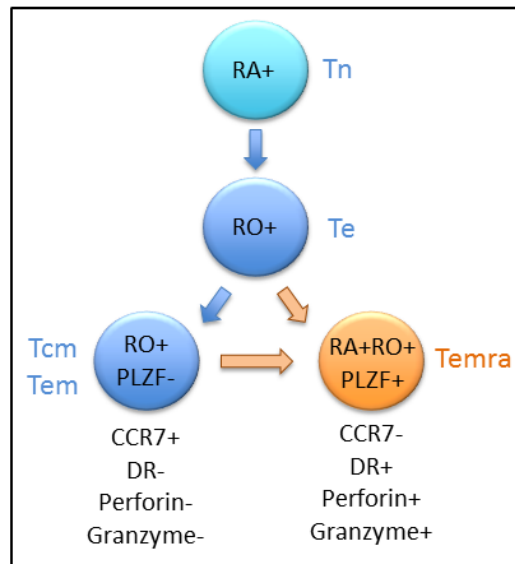 RA+ Tn
RO+ Te
Tcm
Tem
RO+
PLZF-
RA+RO+
PLZF+
Temra
CCR7+
DR-
Perforin-
Granzyme-
CCR7-
DR+
Perforin+
Granzyme+